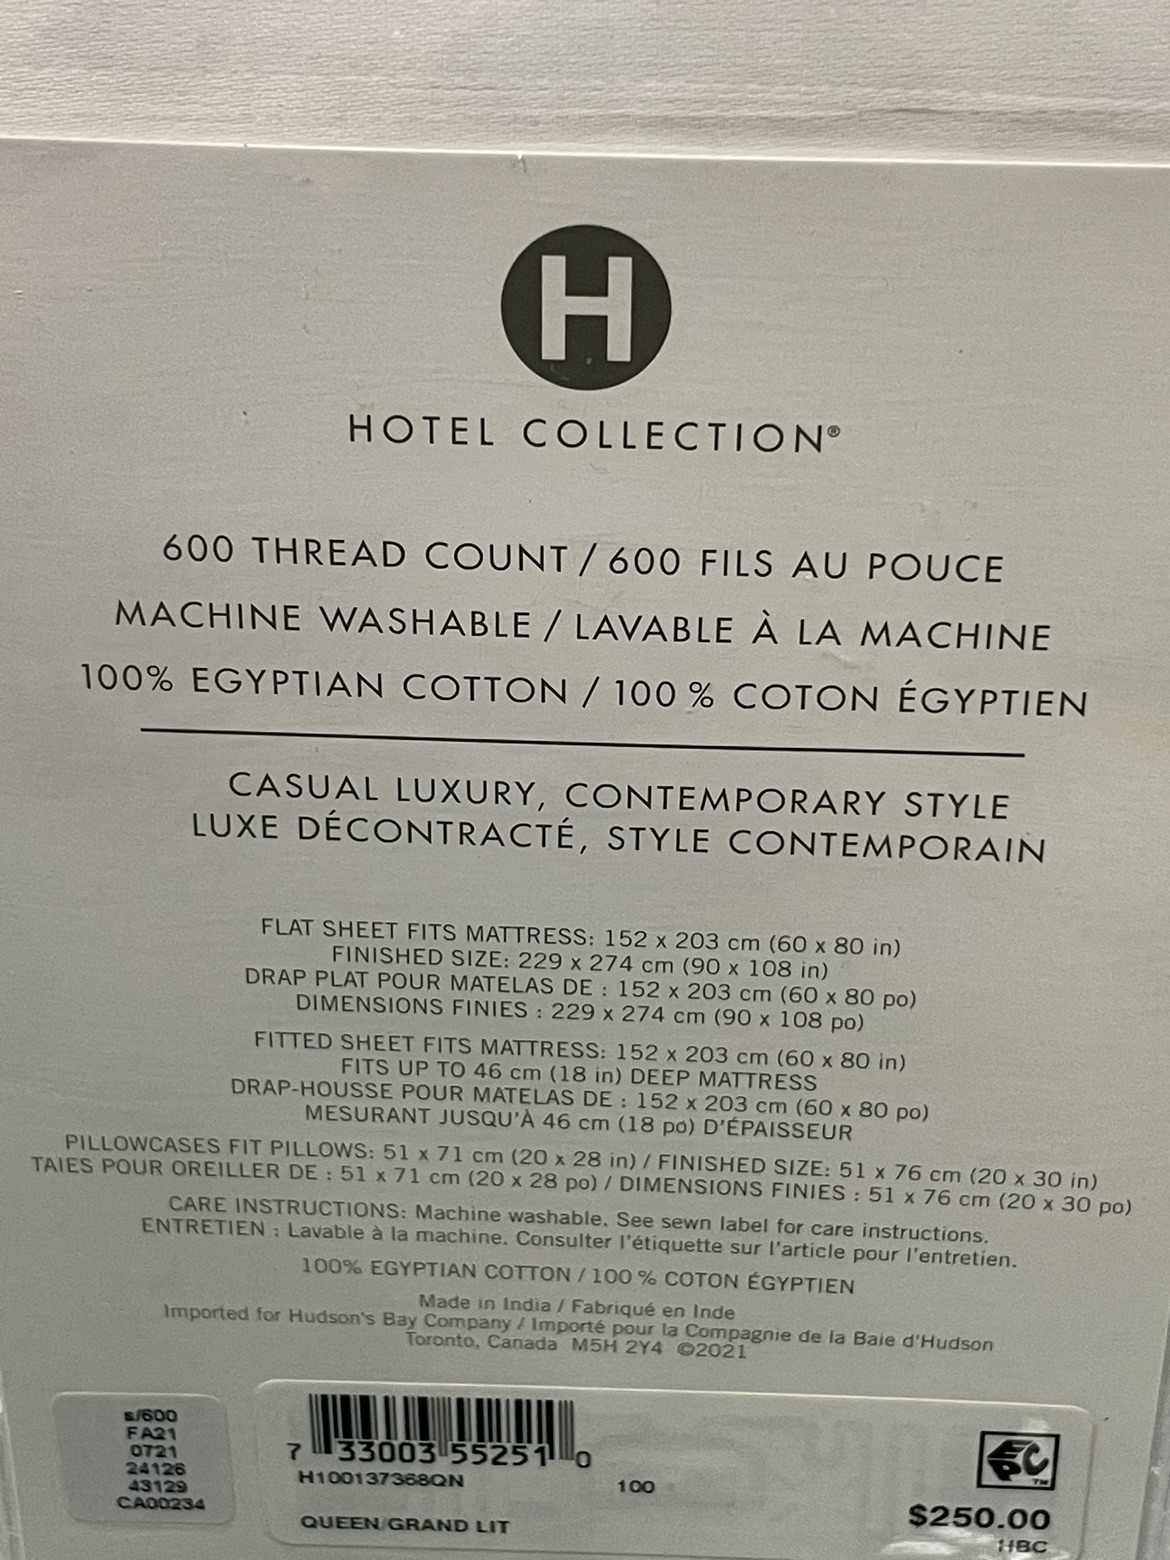 H
HOTEL COLLECTION®
600 THREAD COUNT / 600 FILS AU POUCE
MACHINE WASHABLE / LAVABLE À LA MACHINE
100% EGYPTIAN COTTON / 100 % COTON ÉGYPTIEN
CASUAL LUXURY, CONTEMPORARY STYLE
LUXE DÉCONTRACTÉ, STYLE CONTEMPORAIN
FLAT SHEET FITS MATTRESS: 152 x 203 cm (60 x 80 in)
FINISHED SIZE: 229 x 274 cm (90 x 108 in)
DRAP PLAT POUR MATELAS DE : 152 x 203 cm (60 x 80 po)
DIMENSIONS FINIES : 229 x 274 cm (90 x 108 po)
FITTED SHEET FITS MATTRESS: 152 x 203 cm (60 x 80 in)
FITS UP TO 46 cm (18 in) DEEP MATTRESS
DRAP-HOUSSE POUR MATELAS DE : 152 x 203 cm (60 x 80 po)
MESURANT JUSQU'À 46 cm (18 po) D'ÉPAISSEUR
PILLOWCASES FIT PILLOWS: 51 x 71 cm (20 x 28 in) / FINISHED SIZE: 51 x 76 cm (20 x 30 in)
TAIES POUR OREILLER DE : 51 x 71 cm (20 x 28 po) / DIMENSIONS FINIES : 51 x 76 cm (20 x 30 po)
CARE INSTRUCTIONS: Machine washable. See sewn label for care instructions.
ENTRETIEN : Lavable à la machine. Consulter l'étiquette sur l'article pour l'entretien.
100% EGYPTIAN COTTON / 100 % COTON ÉGYPTIEN
Made in India / Fabriqué en Inde
Imported for Hudson's Bay Company / Importé pour la Compagnie de la Baie d'Hudson
Toronto, Canada M5H 2Y4 ©2021
s/600
FA21
0721
24126
43129
CA00234
7 33003 55251 0
H100137368QN
100
QUEEN/GRAND LIT
EPC™
$250.00
HBC